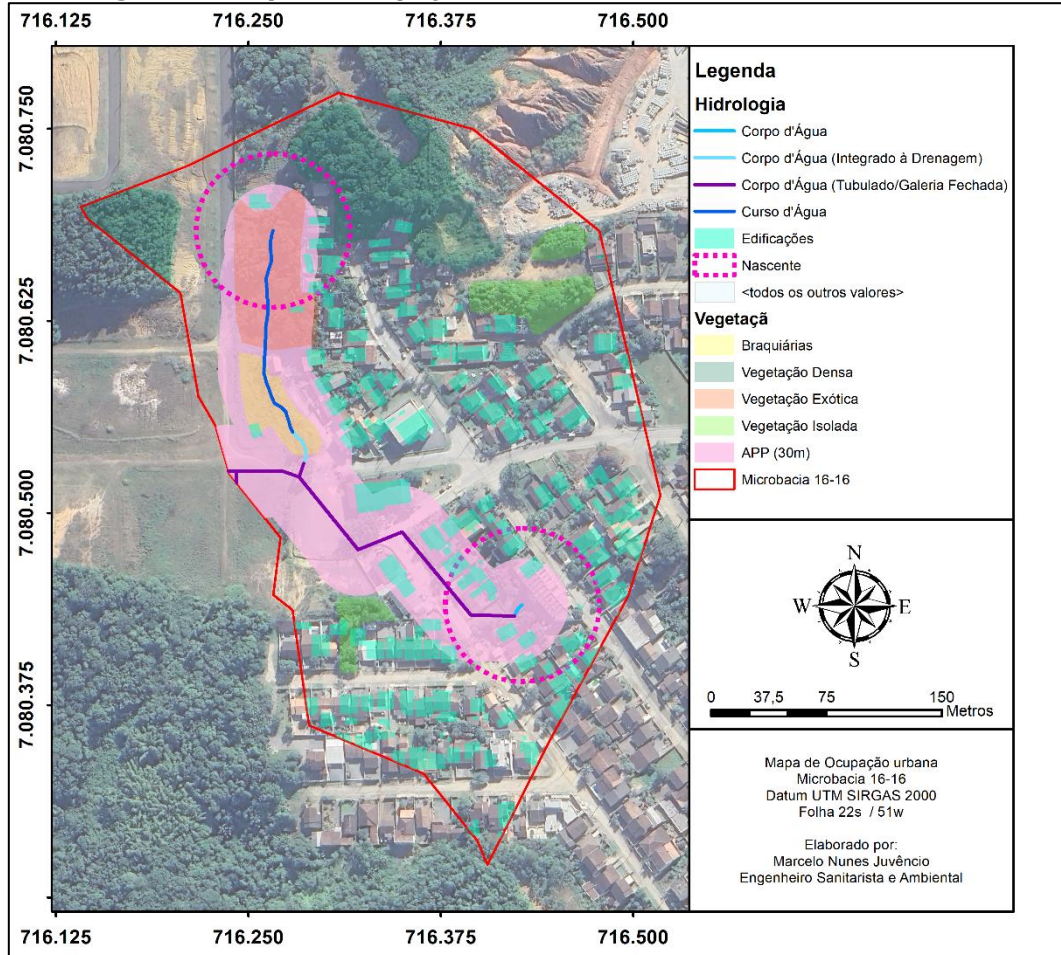 716.125 716.250 716.375 716.500
7.080.750
7.080.625
7.080.500
7.080.375
716.125 716.250 716.375 716.500
Legenda
Hidrologia
Corpo d'Água
Corpo d'Água (Integrado à Drenagem)
Corpo d'Água (Tubulado/Galeria Fechada)
Curso d'Água
Edificações
Nascente
<todos os outros valores>
Vegetaçã
Braquiárias
Vegetação Densa
Vegetação Exótica
Vegetação Isolada
APP (30m)
Microbacia 16-16
N
W E
S
0 37,5 75 150
Metros
Mapa de Ocupação urbana
Microbacia 16-16
Datum UTM SIRGAS 2000
Folha 22s / 51w
Elaborado por:
Marcelo Nunes Juvêncio
Engenheiro Sanitarista e Ambiental